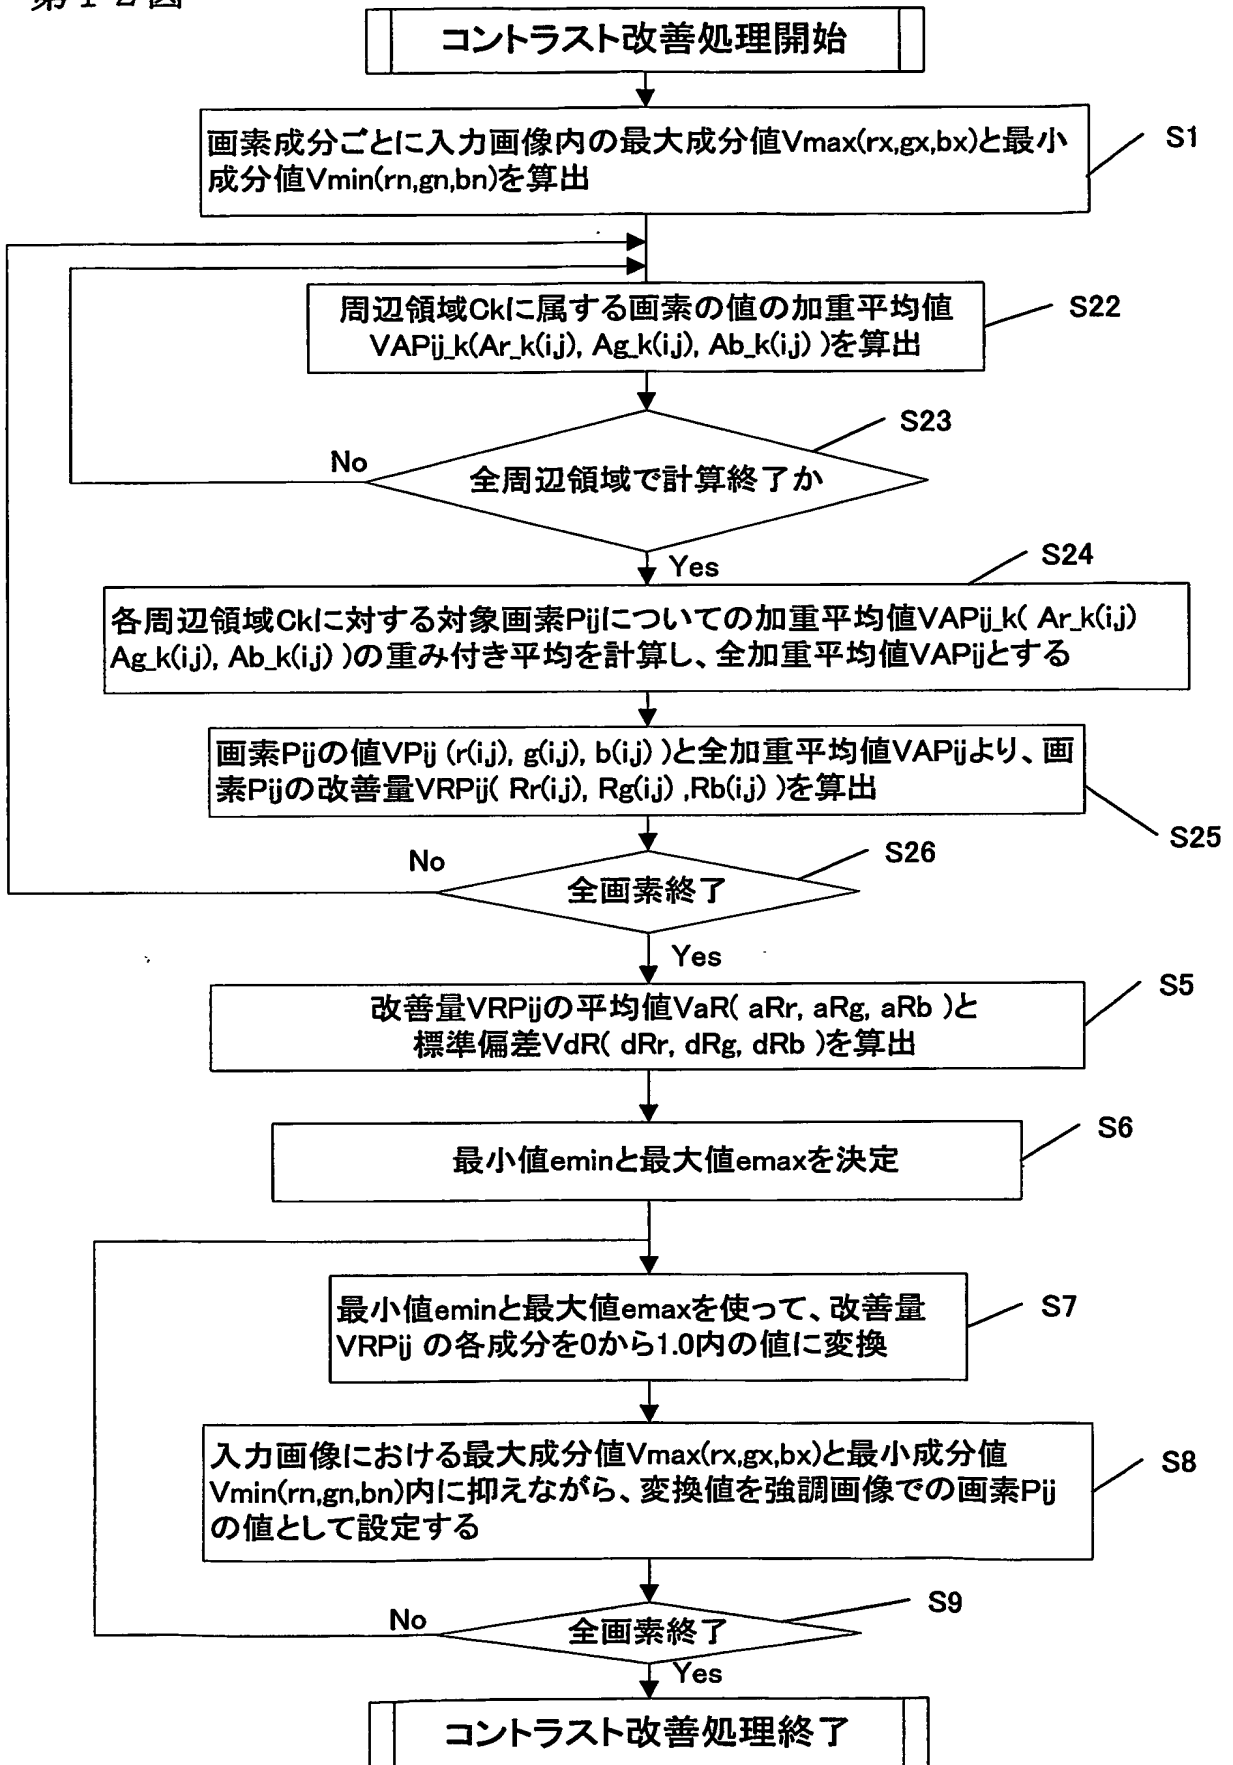 第12図
コントラスト改善処理開始
画素成分ごとに入力画像内の最大成分値Vmax(rx,gx,bx)と最小
成分値Vmin(rn,gn,bn)を算出
S1
周辺領域Ckに属する画素の値の加重平均値
VAPij_k(Ar_k(i,j), Ag_k(i,j), Ab_k(i,j) )を算出
S22
S23
No
全周辺領域で計算終了か
Yes
S24
各周辺領域Ckに対する対象画素Pijについての加重平均値VAPij_k( Ar_k(i,j)
Ag_k(i,j), Ab_k(i,j) )の重み付き平均を計算し、全加重平均値VAPijとする
画素Pijの値VPij (r(i,j), g(i,j), b(i,j) )と全加重平均値VAPijより、画
素Pijの改善量VRPij( Rr(i,j), Rg(i,j) ,Rb(i,j) )を算出
S25
No
S26
全画素終了
Yes
S5
改善量VRPijの平均値VaR( aRr, aRg, aRb )と
標準偏差VdR( dRr, dRg, dRb )を算出
S6
最小値eminと最大値emaxを決定
最小値eminと最大値emaxを使って、改善量
VRPij の各成分を0から1.0内の値に変換
S7
入力画像における最大成分値Vmax(rx,gx,bx)と最小成分値
Vmin(rn,gn,bn)内に抑えながら、変換値を強調画像での画素Pij
の値として設定する
S8
No
S9
全画素終了
Yes
コントラスト改善処理終了